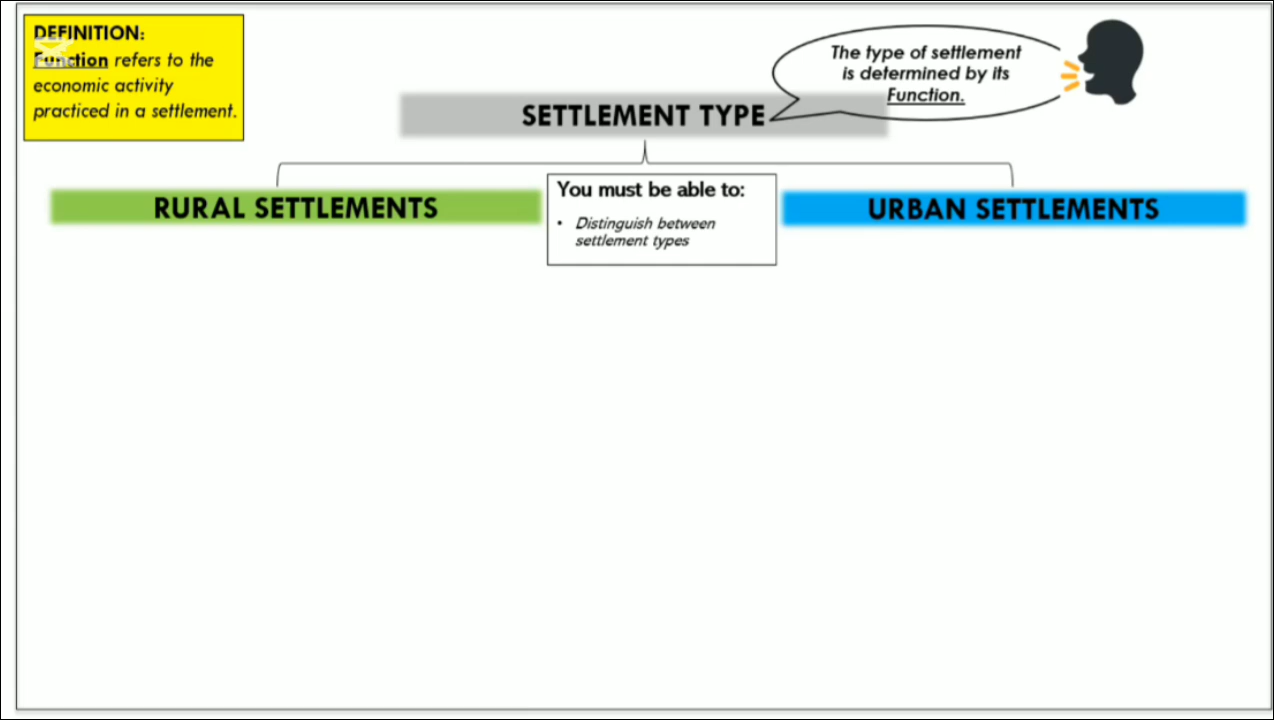 DEFINITION:
Function refers to the
economic activity
practiced in a settlement.
The type of settlement
is determined by its
Function.
SETTLEMENT TYPE
RURAL SETTLEMENTS
You must be able to:
• Distinguish between
settlement types
URBAN SETTLEMENTS